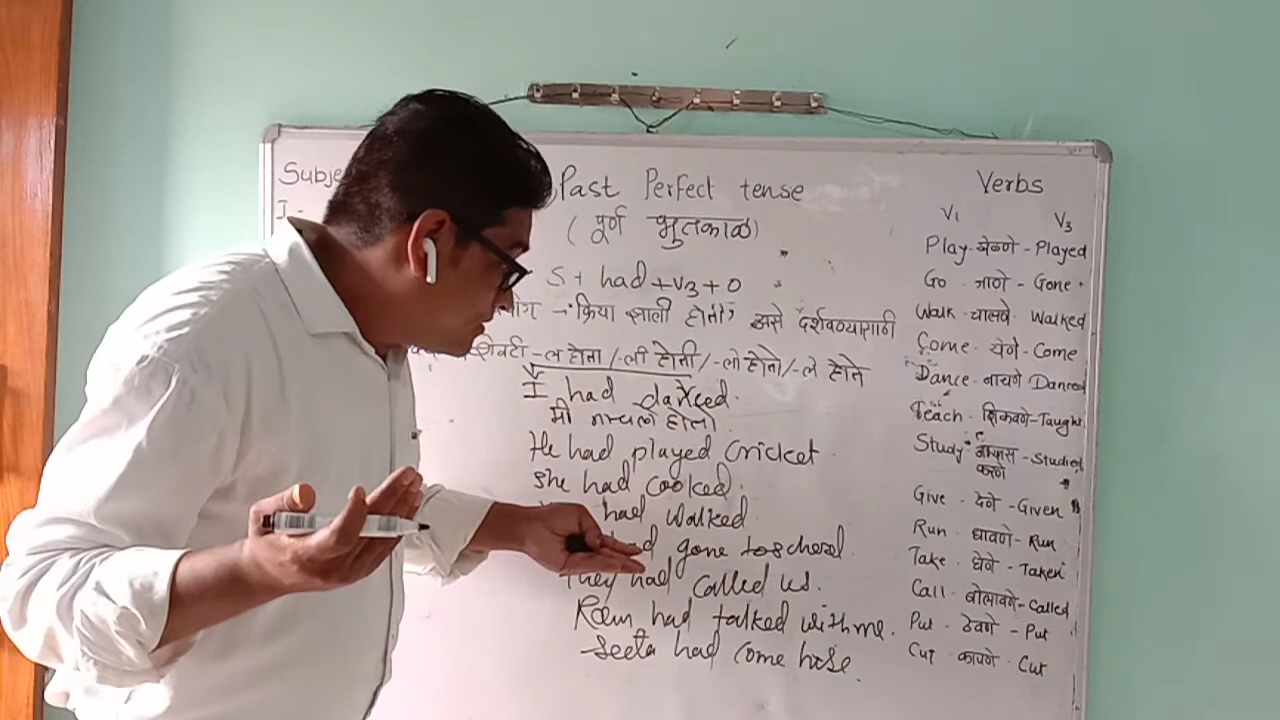 Subje
I -
Past Perfect tense
(पूर्ण भुतकाळ)
S + had + V3 + O
योग → क्रिया झाली होती, असे दर्शवण्यासाठी
शेवटी - ल होता / -ली होती / -लो होतो / -ले होते
I had danced.
मी नाचलो होतो.
He had played Cricket.
She had cooked.
had walked
had gone to school.
They had called us.
Ram had talked with me.
Seeta had come here.
Verbs
V1 V3
Play - खेळणे - Played
Go - जाणे - Gone
Walk - चालणे - Walked
Come - येणे - Come
Dance - नाचणे Danced
Teach - शिकवणे - Taught
Study - अभ्यास करणे - Studied
Give - देणे - Given
Run - धावणे - Run
Take - घेणे - Taken
Call - बोलावणे - Called
Put - ठेवणे - Put
Cut - कापणे - Cut